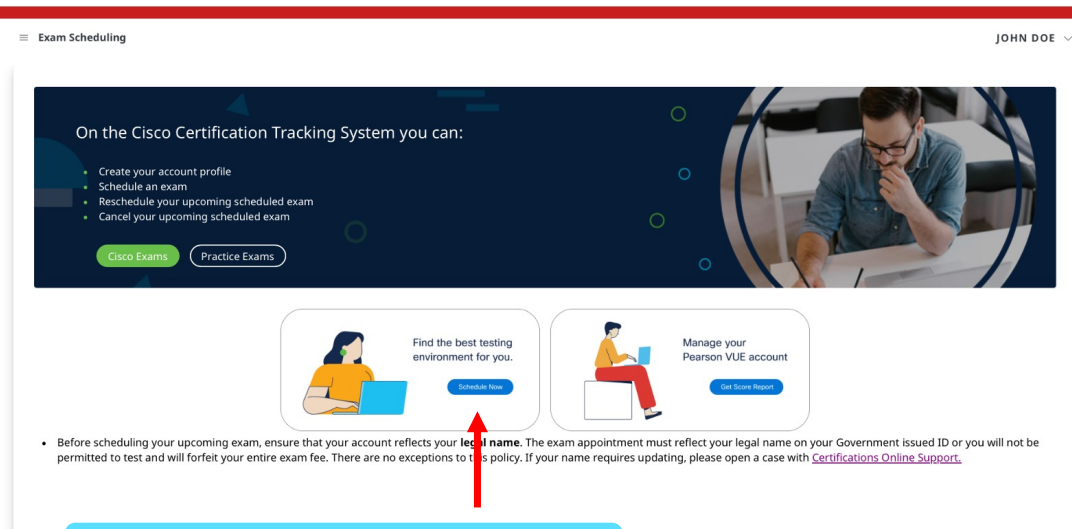 Exam Scheduling
JOHN DOE
On the Cisco Certification Tracking System you can:
• Create your account profile
• Schedule an exam
• Reschedule your upcoming scheduled exam
• Cancel your upcoming scheduled exam
Cisco Exams
Practice Exams
Find the best testing
environment for you.
Schedule Now
Manage your
Pearson VUE account
Get Score Report
• Before scheduling your upcoming exam, ensure that your account reflects your legal name. The exam appointment must reflect your legal name on your Government issued ID or you will not be
permitted to test and will forfeit your entire exam fee. There are no exceptions to this policy. If your name requires updating, please open a case with Certifications Online Support.